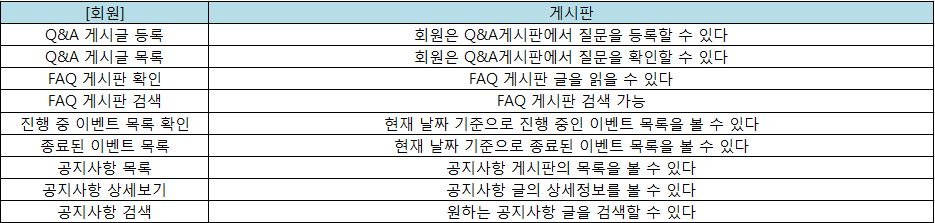 [회원] 게시판
Q&A 게시글 등록 회원은 Q&A게시판에서 질문을 등록할 수 있다
Q&A 게시글 목록 회원은 Q&A게시판에서 질문을 확인할 수 있다
FAQ 게시판 확인 FAQ 게시판 글을 읽을 수 있다
FAQ 게시판 검색 FAQ 게시판 검색 가능
진행 중 이벤트 목록 확인 현재 날짜 기준으로 진행 중인 이벤트 목록을 볼 수 있다
종료된 이벤트 목록 현재 날짜 기준으로 종료된 이벤트 목록을 볼 수 있다
공지사항 목록 공지사항 게시판의 목록을 볼 수 있다
공지사항 상세보기 공지사항 글의 상세정보를 볼 수 있다
공지사항 검색 원하는 공지사항 글을 검색할 수 있다